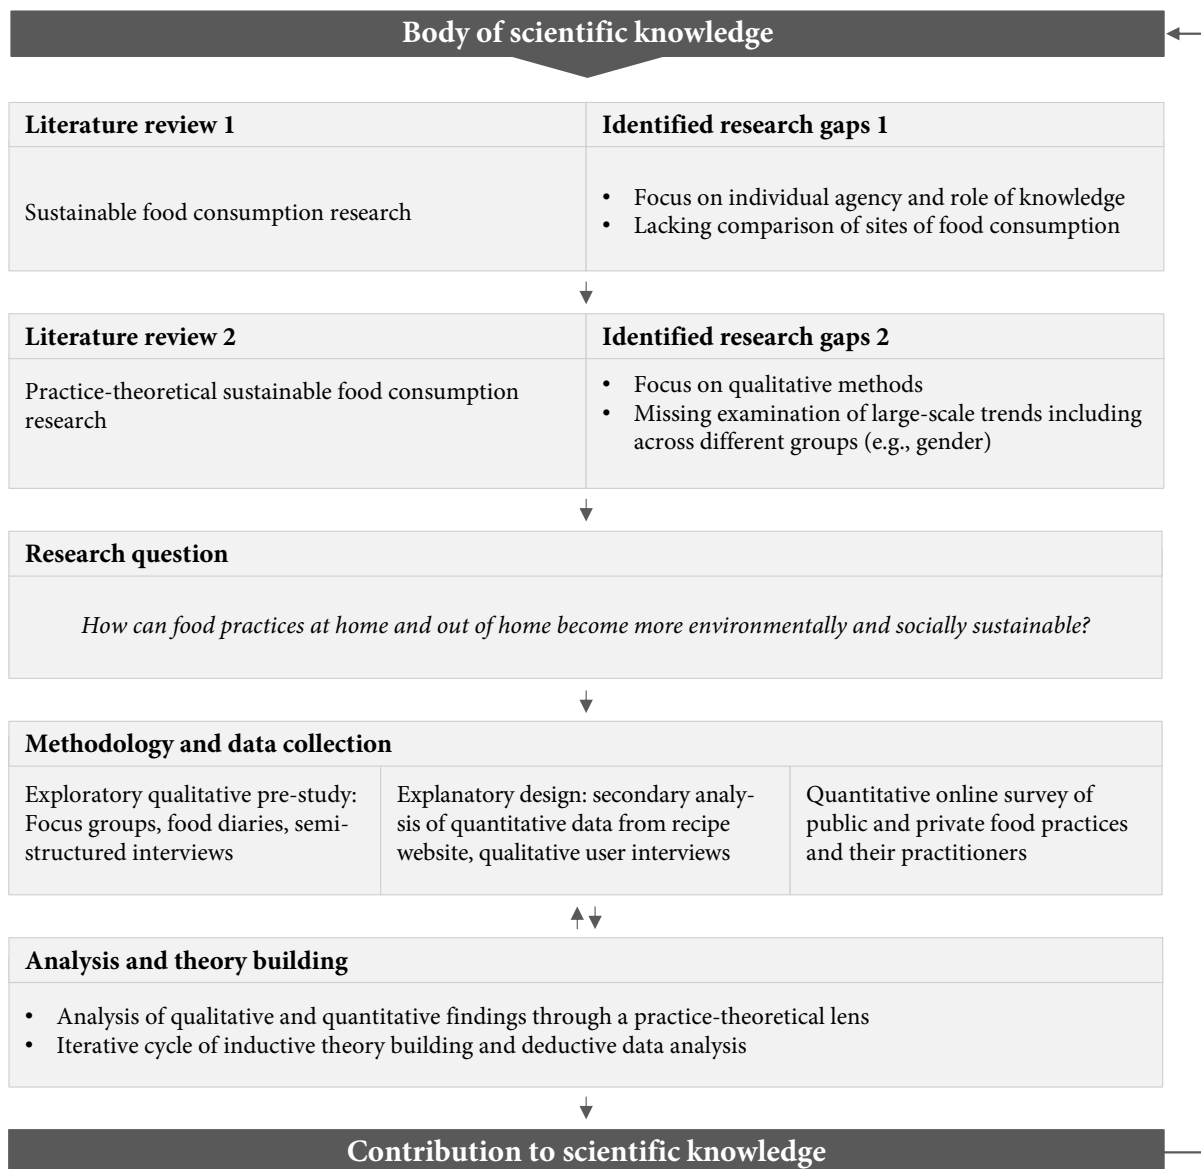 Body of scientific knowledge
Literature review 1
Identified research gaps 1
Sustainable food consumption research
• Focus on individual agency and role of knowledge
• Lacking comparison of sites of food consumption
Literature review 2
Identified research gaps 2
Practice-theoretical sustainable food consumption
research
• Focus on qualitative methods
• Missing examination of large-scale trends including
across different groups (e.g., gender)
Research question
How can food practices at home and out of home become more environmentally and socially sustainable?
Methodology and data collection
Exploratory qualitative pre-study:
Focus groups, food diaries, semi-
structured interviews
Explanatory design: secondary analy-
sis of quantitative data from recipe
website, qualitative user interviews
Quantitative online survey of
public and private food practices
and their practitioners
Analysis and theory building
• Analysis of qualitative and quantitative findings through a practice-theoretical lens
• Iterative cycle of inductive theory building and deductive data analysis
Contribution to scientific knowledge